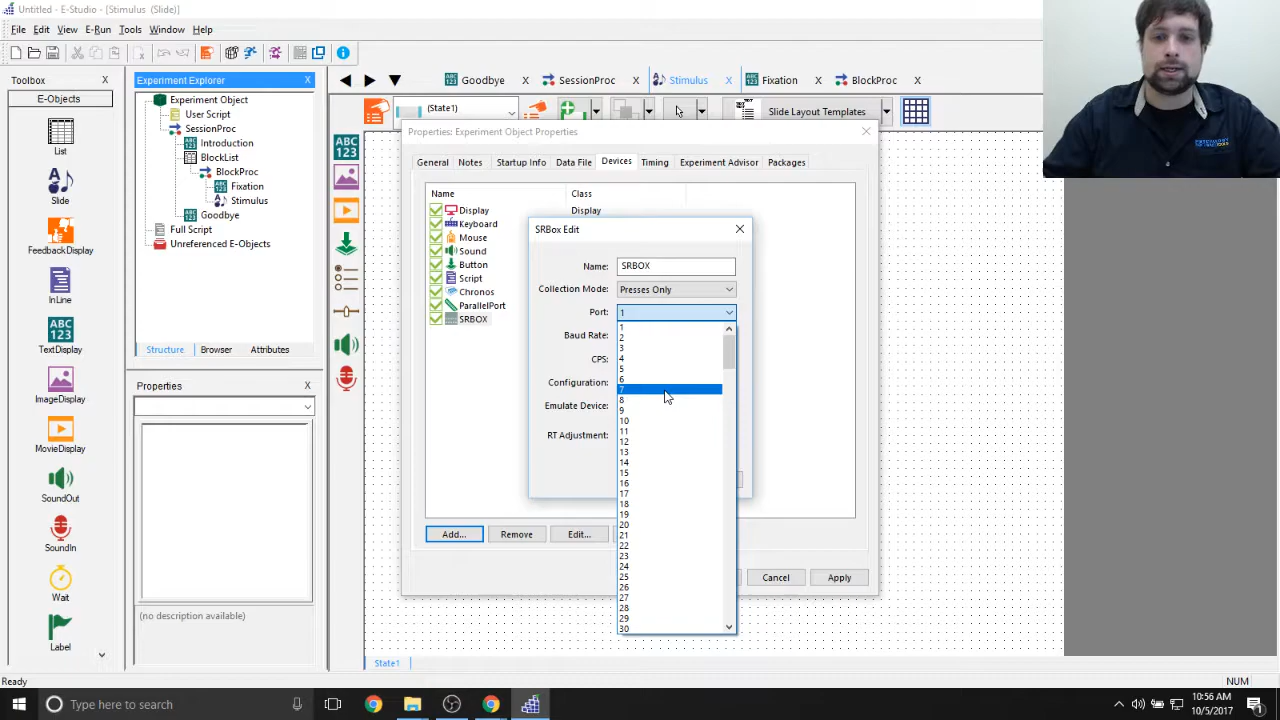 Untitled - E-Studio - [Stimulus (Slide)]
File Edit View E-Run Tools Window Help
Toolbox
E-Objects
List
Slide
FeedbackDisplay
InLine
ABC
123
TextDisplay
ImageDisplay
MovieDisplay
SoundOut
SoundIn
Wait
Label
Experiment Explorer
Experiment Object
User Script
SessionProc
Introduction
BlockList
BlockProc
Fixation
Stimulus
Goodbye
Full Script
Unreferenced E-Objects
Structure Browser Attributes
Properties
(no description available)
Goodbye SessionProc Stimulus Fixation BlockProc
(State1) Slide Layout Templates
ABC
123
Properties: Experiment Object Properties
General Notes Startup Info Data File Devices Timing Experiment Advisor Packages
Name Class
Display Display
Keyboard
Mouse
Sound
Button
Script
Chronos
ParallelPort
SRBOX
SRBox Edit
Name: SRBOX
Collection Mode: Presses Only
Port: 1
Baud Rate:
CPS:
Configuration:
Emulate Device:
RT Adjustment:
1
2
3
4
5
6
7
8
9
10
11
12
13
14
15
16
17
18
19
20
21
22
23
24
25
26
27
28
29
30
Add... Remove Edit...
Cancel Apply
State1
Ready NUM
Type here to search
10:56 AM
10/5/2017